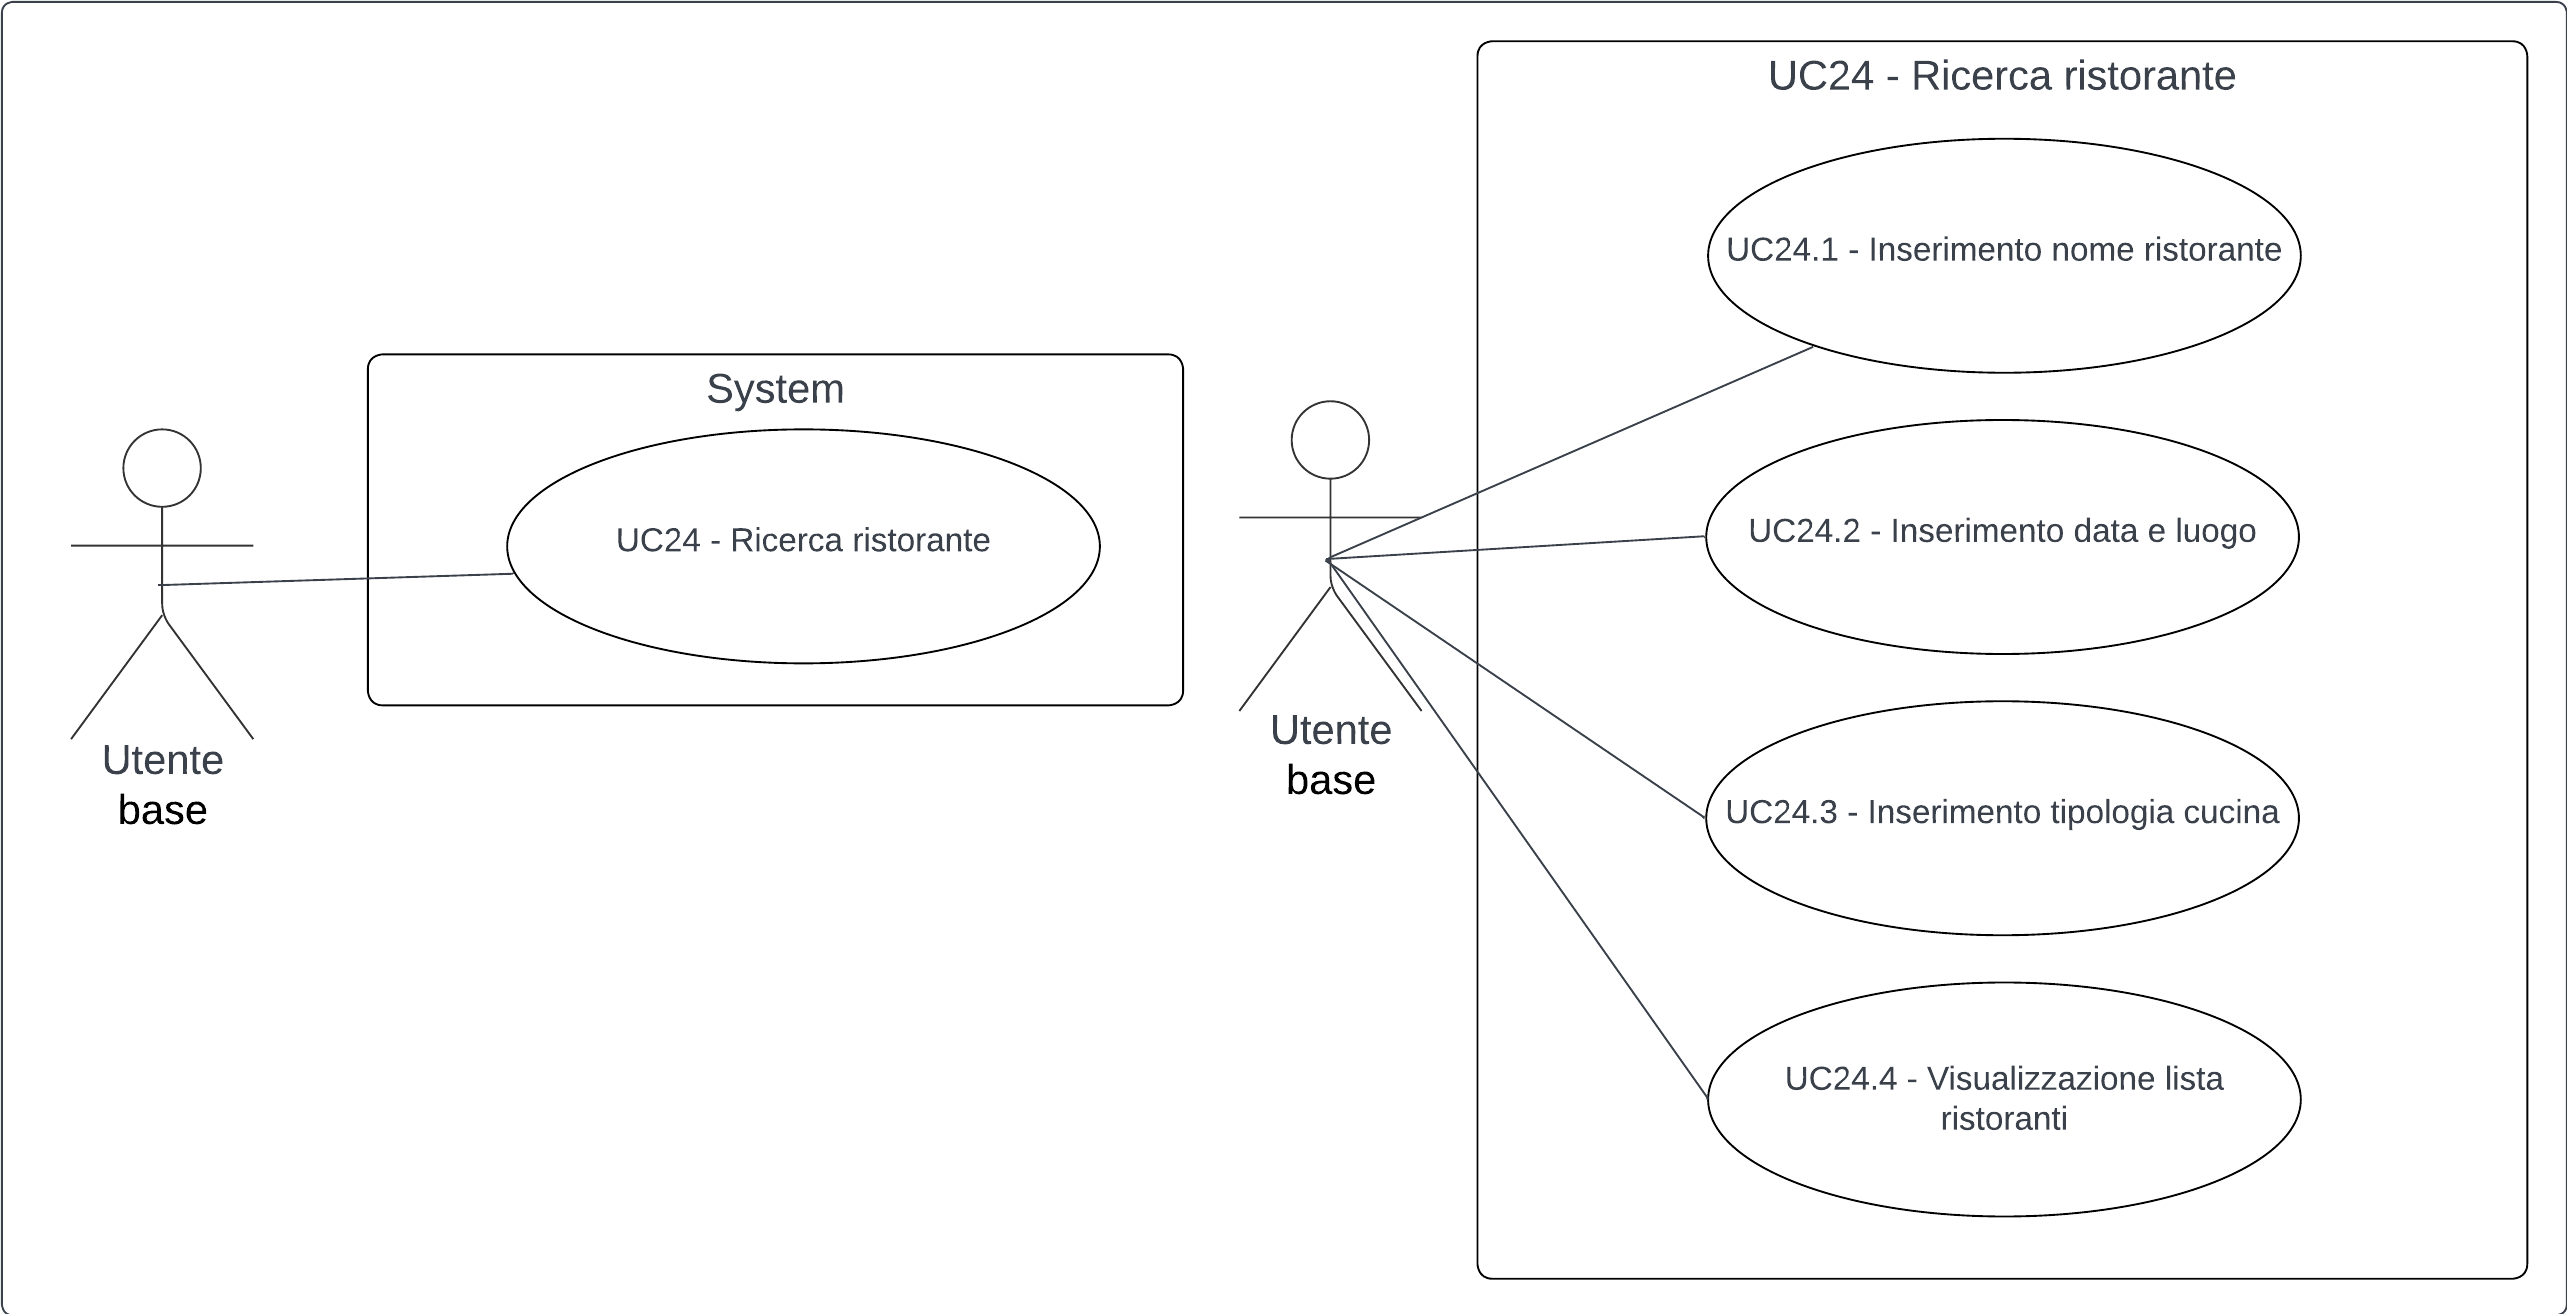 System
UC24 - Ricerca ristorante
Utente
base
UC24 - Ricerca ristorante
UC24.1 - Inserimento nome ristorante
UC24.2 - Inserimento data e luogo
UC24.3 - Inserimento tipologia cucina
UC24.4 - Visualizzazione lista
ristoranti
Utente
base